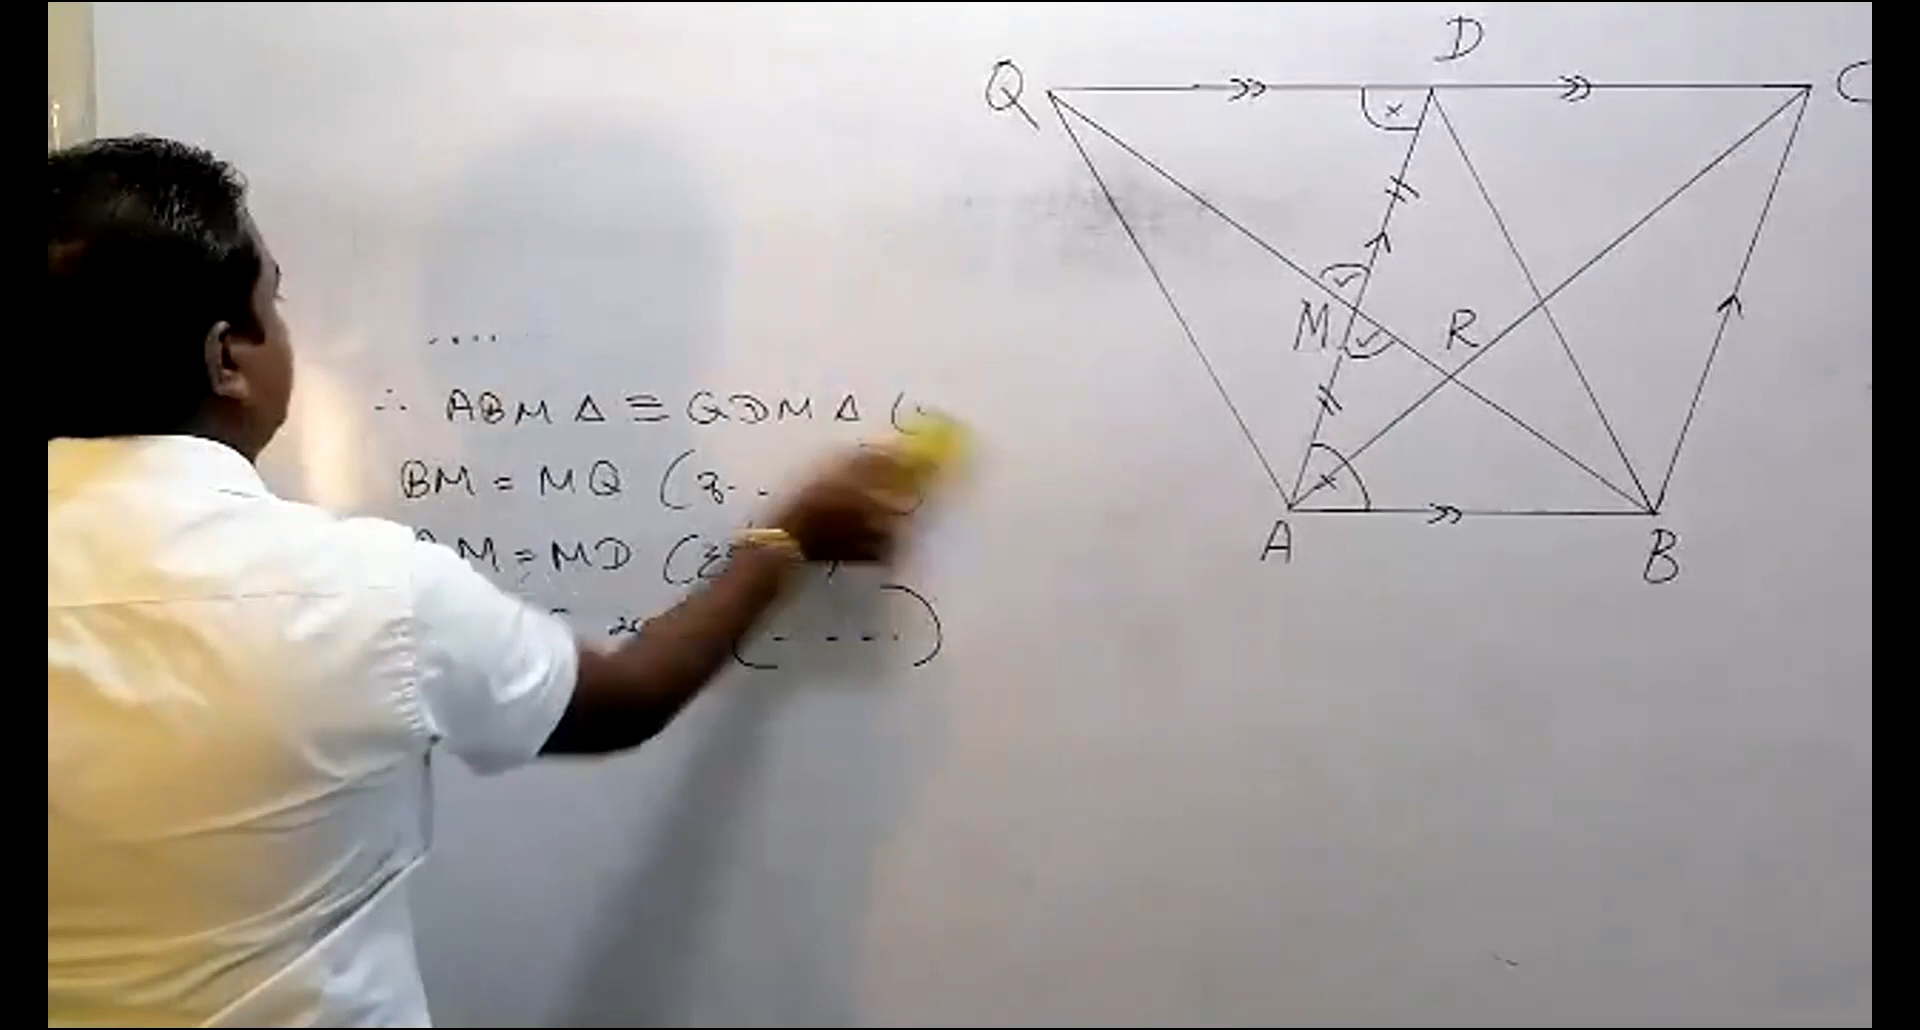 ∴ ABM Δ ≡ QDM Δ (
BM = MQ (
M = MD (
(....)
Q
D
C
M
R
A
B